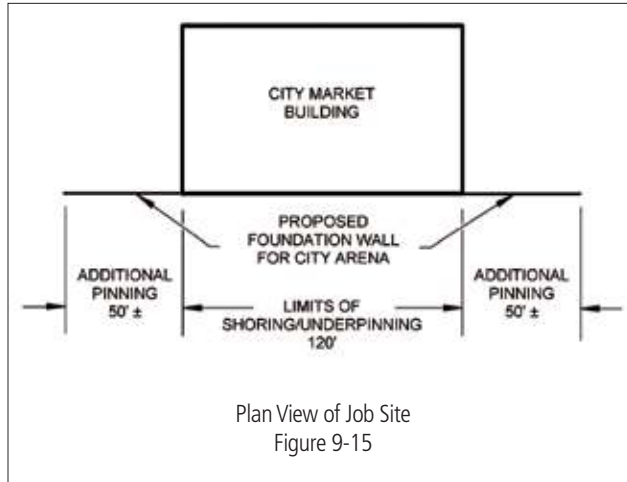 CITY MARKET
BUILDING
PROPOSED
FOUNDATION WALL
FOR CITY ARENA
ADDITIONAL
PINNING
50' ±
LIMITS OF
SHORING/UNDERPINNING
120'
ADDITIONAL
PINNING
50' ±
Plan View of Job Site
Figure 9-15